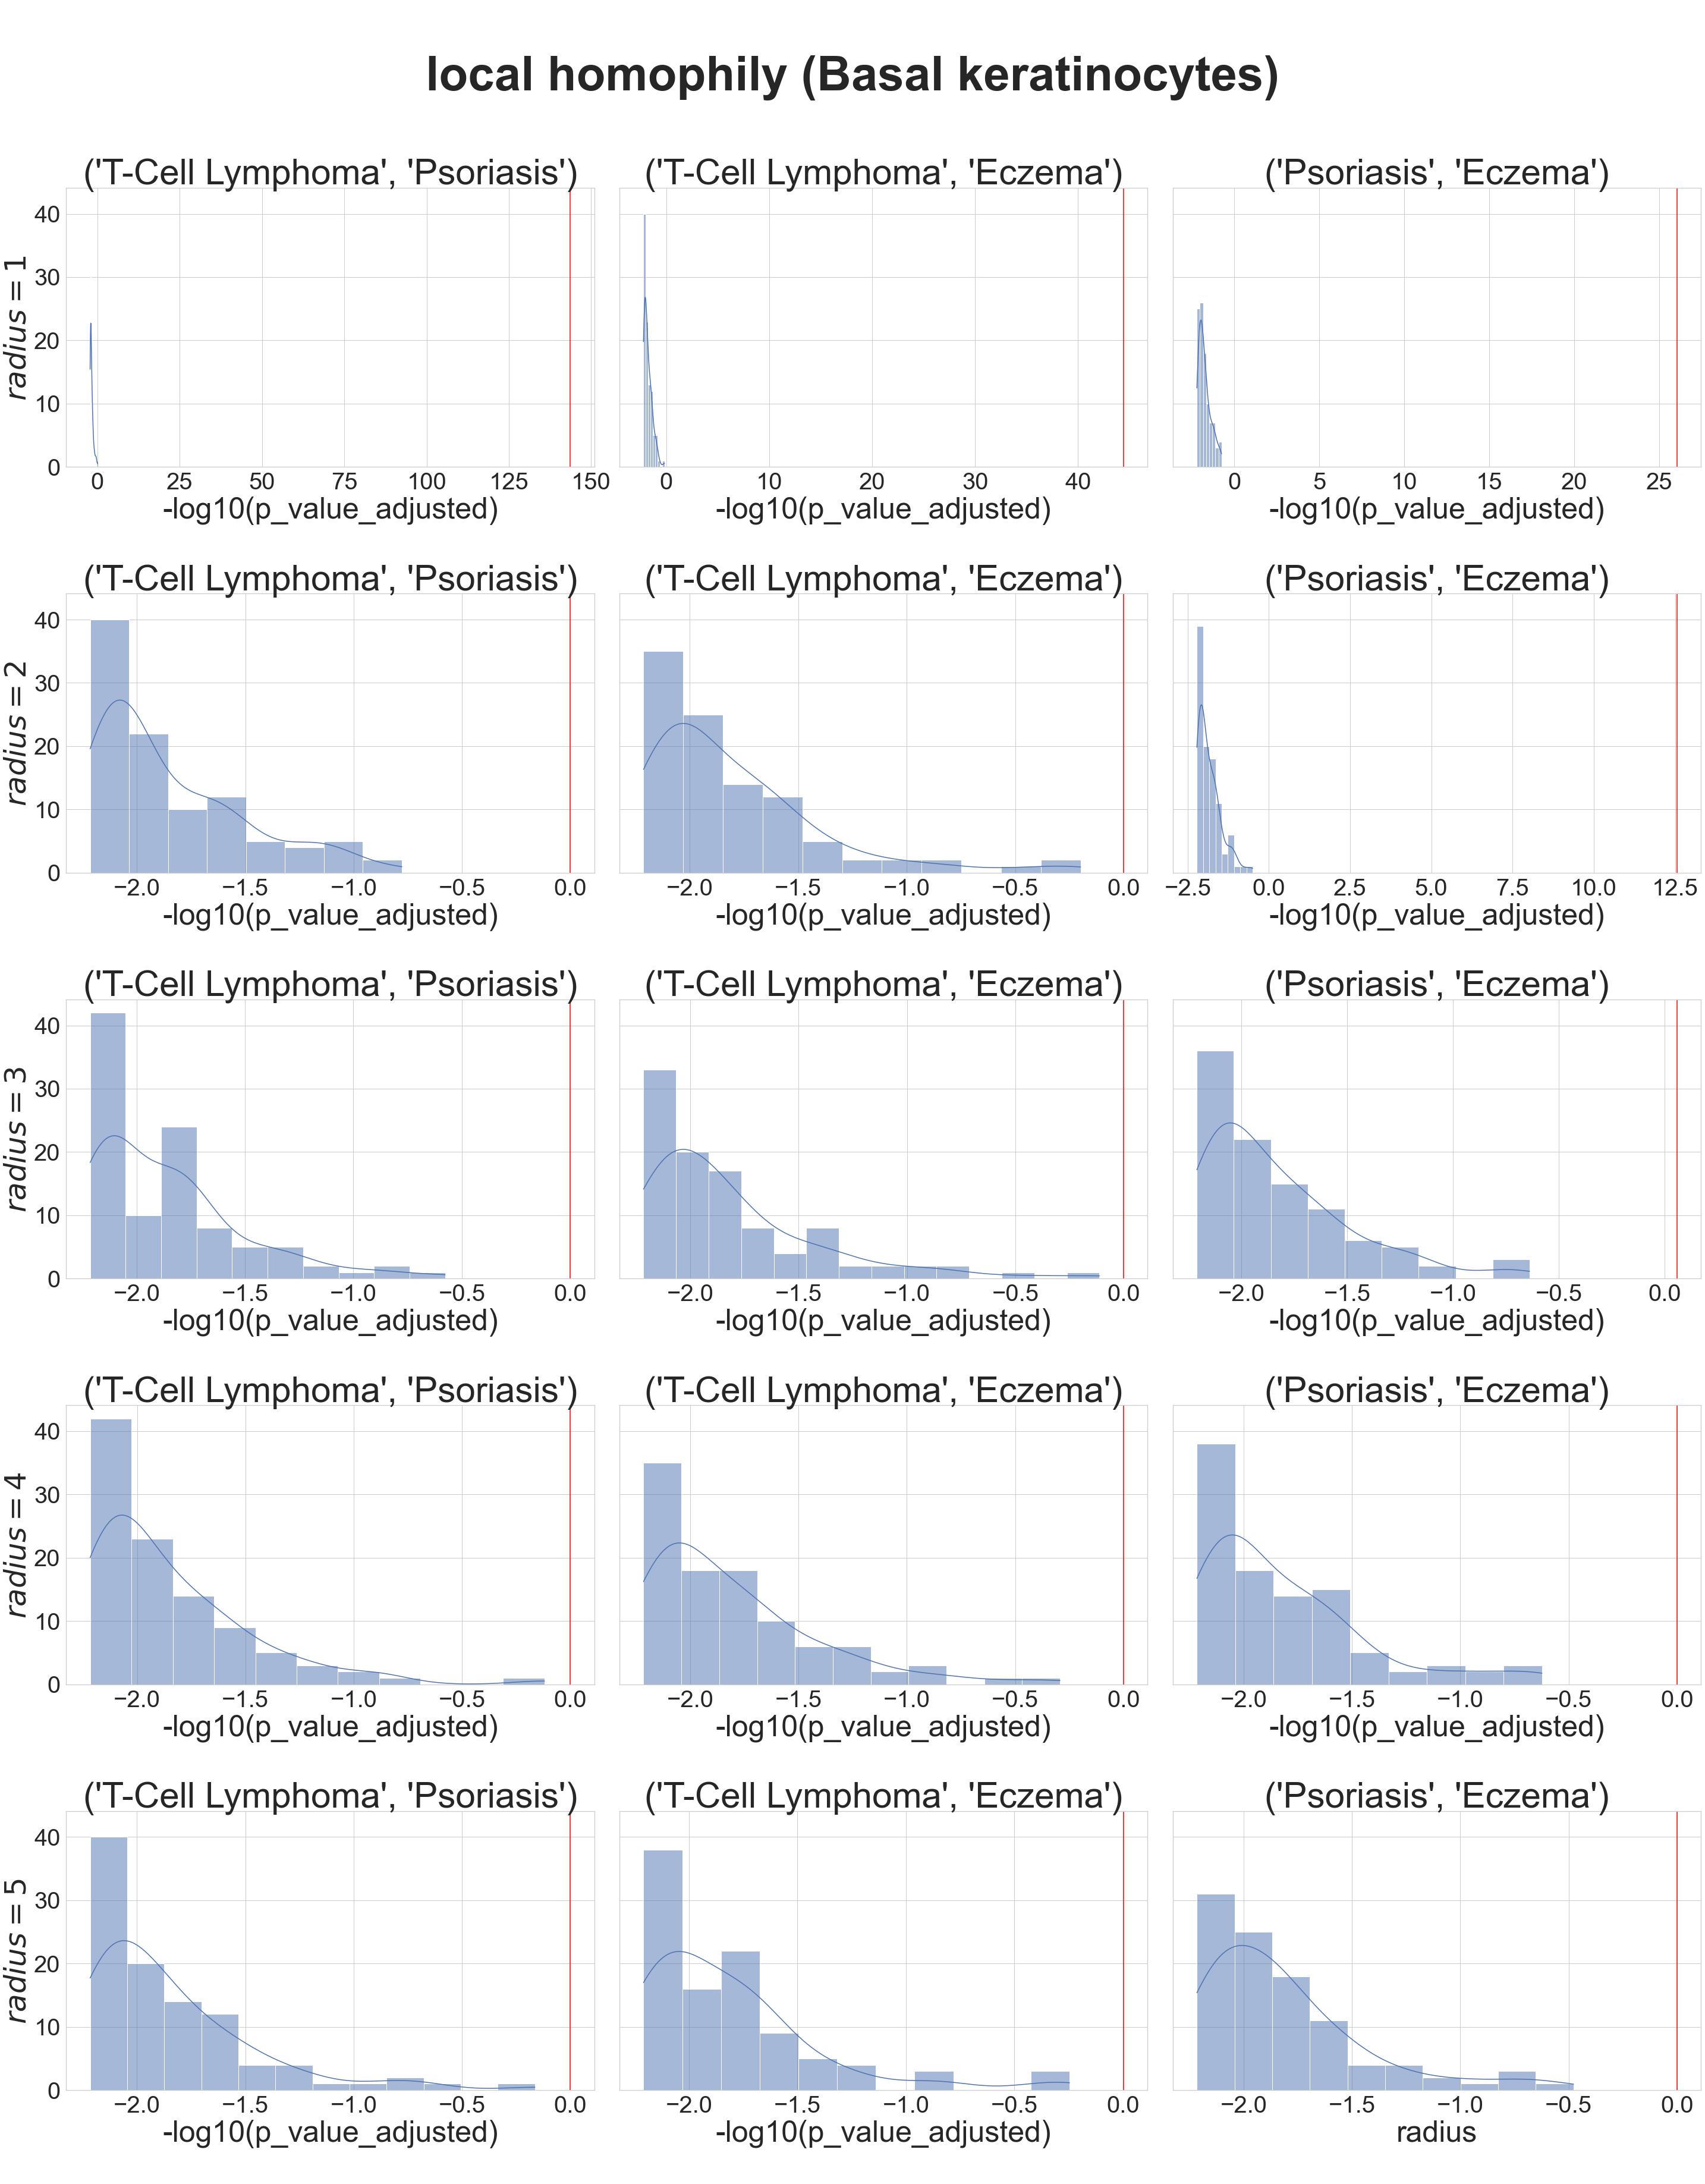 local homophily (Basal keratinocytes)
('T-Cell Lymphoma', 'Psoriasis') ('T-Cell Lymphoma', 'Eczema') ('Psoriasis', 'Eczema')
radius = 1
40
30
20
10
0
0 25 50 75 100 125 150 0 10 20 30 40 0 5 10 15 20 25
-log10(p_value_adjusted) -log10(p_value_adjusted) -log10(p_value_adjusted)
('T-Cell Lymphoma', 'Psoriasis') ('T-Cell Lymphoma', 'Eczema') ('Psoriasis', 'Eczema')
radius = 2
40
30
20
10
0
−2.0 −1.5 −1.0 −0.5 0.0 −2.0 −1.5 −1.0 −0.5 0.0 −2.5 0.0 2.5 5.0 7.5 10.0 12.5
-log10(p_value_adjusted) -log10(p_value_adjusted) -log10(p_value_adjusted)
('T-Cell Lymphoma', 'Psoriasis') ('T-Cell Lymphoma', 'Eczema') ('Psoriasis', 'Eczema')
radius = 3
40
30
20
10
0
−2.0 −1.5 −1.0 −0.5 0.0 −2.0 −1.5 −1.0 −0.5 0.0 −2.0 −1.5 −1.0 −0.5 0.0
-log10(p_value_adjusted) -log10(p_value_adjusted) -log10(p_value_adjusted)
('T-Cell Lymphoma', 'Psoriasis') ('T-Cell Lymphoma', 'Eczema') ('Psoriasis', 'Eczema')
radius = 4
40
30
20
10
0
−2.0 −1.5 −1.0 −0.5 0.0 −2.0 −1.5 −1.0 −0.5 0.0 −2.0 −1.5 −1.0 −0.5 0.0
-log10(p_value_adjusted) -log10(p_value_adjusted) -log10(p_value_adjusted)
('T-Cell Lymphoma', 'Psoriasis') ('T-Cell Lymphoma', 'Eczema') ('Psoriasis', 'Eczema')
radius = 5
40
30
20
10
0
−2.0 −1.5 −1.0 −0.5 0.0 −2.0 −1.5 −1.0 −0.5 0.0 −2.0 −1.5 −1.0 −0.5 0.0
-log10(p_value_adjusted) -log10(p_value_adjusted) radius